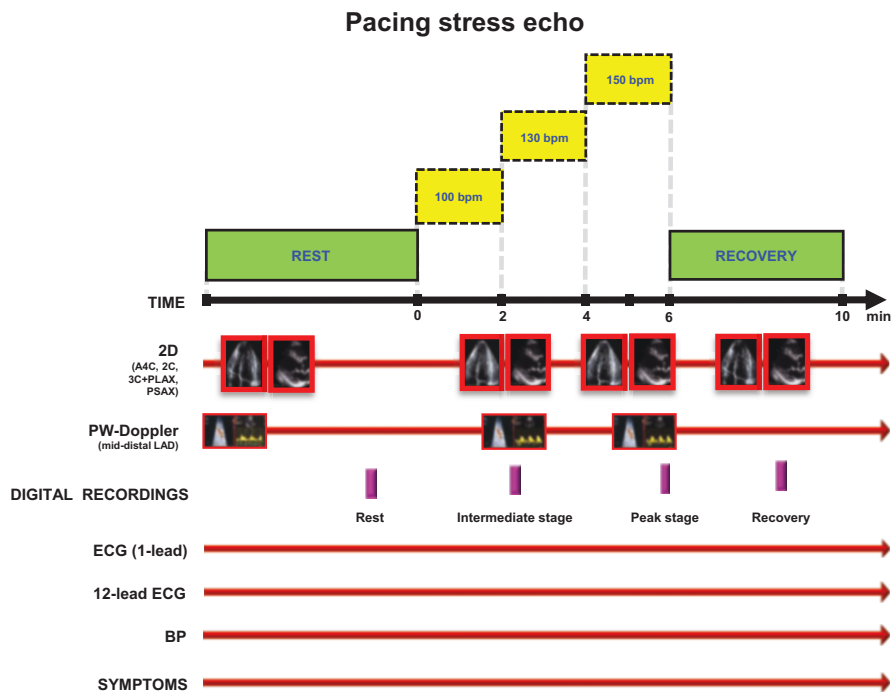 Pacing stress echo
150 bpm
130 bpm
100 bpm
REST
RECOVERY
TIME
0
2
4
6
10
min
2D
(A4C, 2C,
3C+PLAX,
PSAX)
PW-Doppler
(mid-distal LAD)
DIGITAL RECORDINGS
Rest
Intermediate stage
Peak stage
Recovery
ECG (1-lead)
12-lead ECG
BP
SYMPTOMS